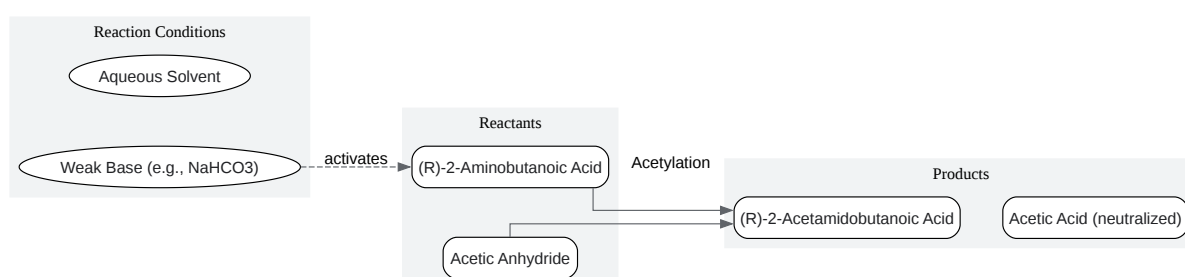 Reaction Conditions
Aqueous Solvent
Weak Base (e.g., NaHCO3)
activates
Reactants
(R)-2-Aminobutanoic Acid
Acetic Anhydride
Acetylation
Products
(R)-2-Acetamidobutanoic Acid
Acetic Acid (neutralized)